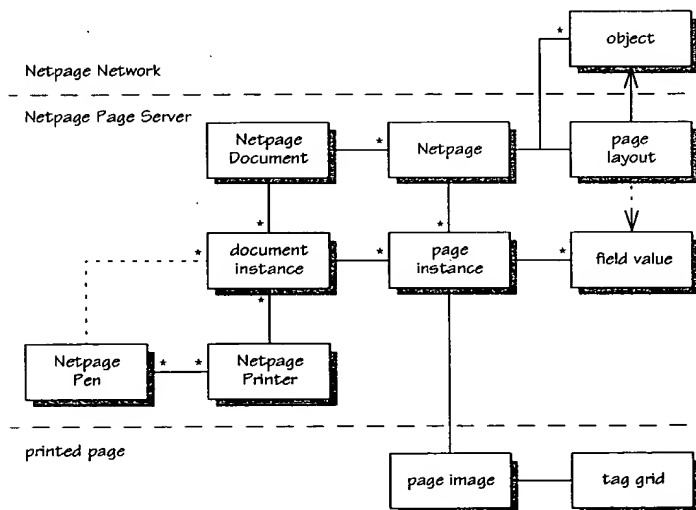 *
object
Netpage Network
Netpage Page Server
Netpage
Document
*
Netpage
page
layout
*
*
*
document
instance
*
page
instance
*
field value
*
Netpage
Pen
*
*
Netpage
Printer
printed page
page image
tag grid